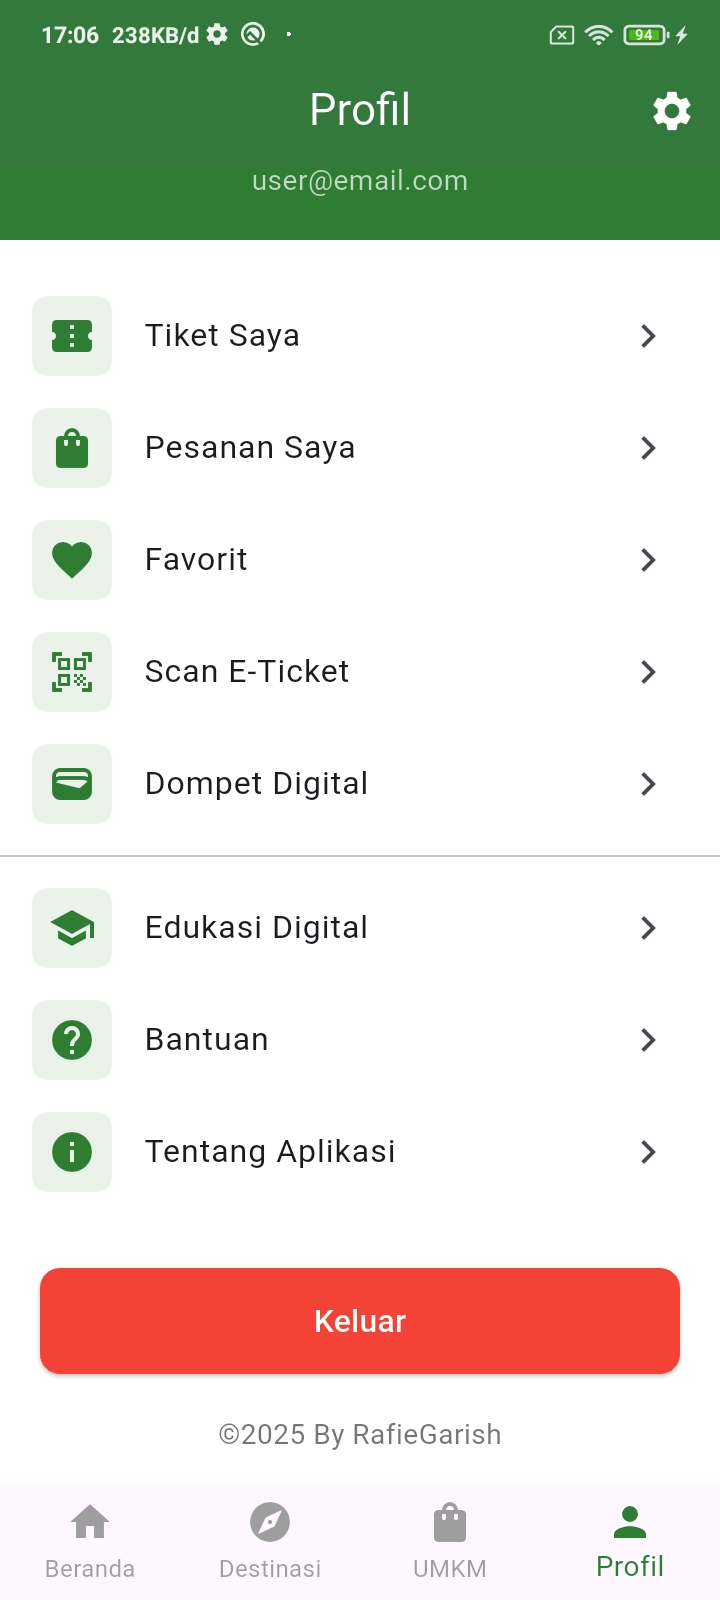 17:06 238KB/d
94
Profil
user@email.com
Tiket Saya
Pesanan Saya
Favorit
Scan E-Ticket
Dompet Digital
Edukasi Digital
Bantuan
Tentang Aplikasi
Keluar
©2025 By RafieGarish
Beranda Destinasi UMKM Profil